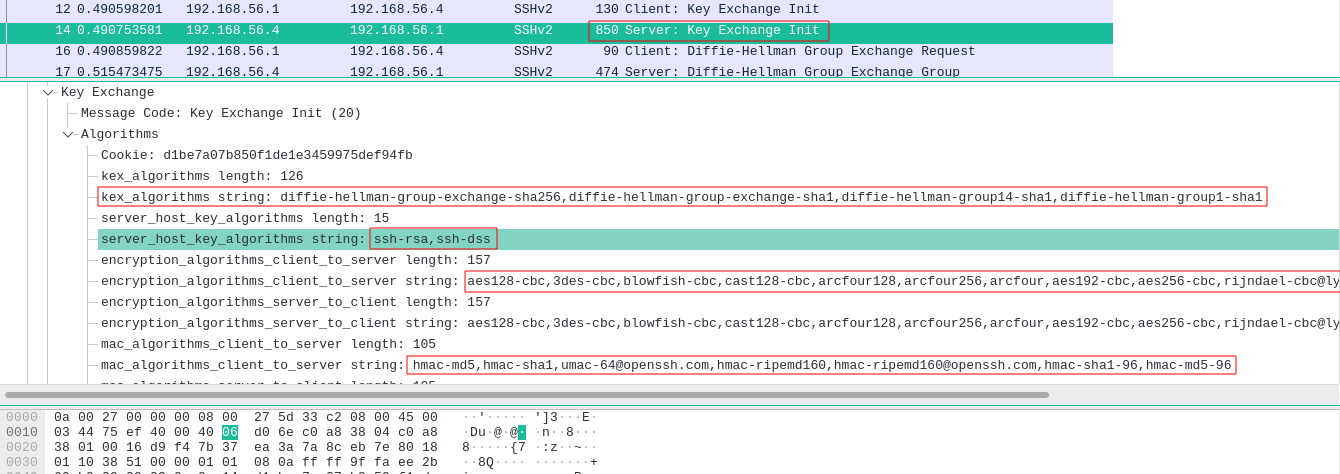 12 0.490598201 192.168.56.1 192.168.56.4 SSHv2 130 Client: Key Exchange Init
14 0.490753581 192.168.56.4 192.168.56.1 SSHv2 850 Server: Key Exchange Init
16 0.490859822 192.168.56.1 192.168.56.4 SSHv2 90 Client: Diffie-Hellman Group Exchange Request
17 0.515473475 192.168.56.4 192.168.56.1 SSHv2 474 Server: Diffie-Hellman Group Exchange Group
Key Exchange
Message Code: Key Exchange Init (20)
Algorithms
Cookie: d1be7a07b850f1de1e3459975def94fb
kex_algorithms length: 126
kex_algorithms string: diffie-hellman-group-exchange-sha256,diffie-hellman-group-exchange-sha1,diffie-hellman-group14-sha1,diffie-hellman-group1-sha1
server_host_key_algorithms length: 15
server_host_key_algorithms string: ssh-rsa,ssh-dss
encryption_algorithms_client_to_server length: 157
encryption_algorithms_client_to_server string: aes128-cbc,3des-cbc,blowfish-cbc,cast128-cbc,arcfour128,arcfour256,arcfour,aes192-cbc,aes256-cbc,rijndael-cbc@ly
encryption_algorithms_server_to_client length: 157
encryption_algorithms_server_to_client string: aes128-cbc,3des-cbc,blowfish-cbc,cast128-cbc,arcfour128,arcfour256,arcfour,aes192-cbc,aes256-cbc,rijndael-cbc@ly
mac_algorithms_client_to_server length: 105
mac_algorithms_client_to_server string: hmac-md5,hmac-sha1,umac-64@openssh.com,hmac-ripemd160,hmac-ripemd160@openssh.com,hmac-sha1-96,hmac-md5-96
0000 0a 00 27 00 00 00 08 00 27 5d 33 c2 08 00 45 00 ··'····· ']3···E·
0010 03 44 75 ef 40 00 40 06 d0 6e c0 a8 38 04 c0 a8 ·Du·@·@· ·n··8···
0020 38 01 00 16 d9 f4 7b 37 ea 3a 7a 8c eb 7e 80 18 8·····{7 ·:z··~··
0030 01 10 38 51 00 00 01 01 08 0a ff ff 9f fa ee 2b ··8Q···· ·······+